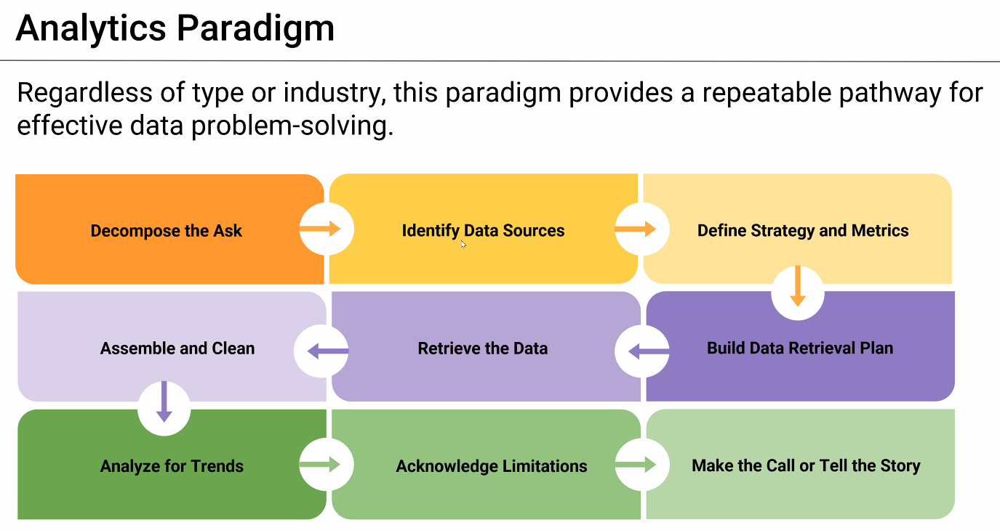 Analytics Paradigm
Regardless of type or industry, this paradigm provides a repeatable pathway for
effective data problem-solving.
Decompose the Ask
Identify Data Sources
Define Strategy and Metrics
Build Data Retrieval Plan
Retrieve the Data
Assemble and Clean
Analyze for Trends
Acknowledge Limitations
Make the Call or Tell the Story